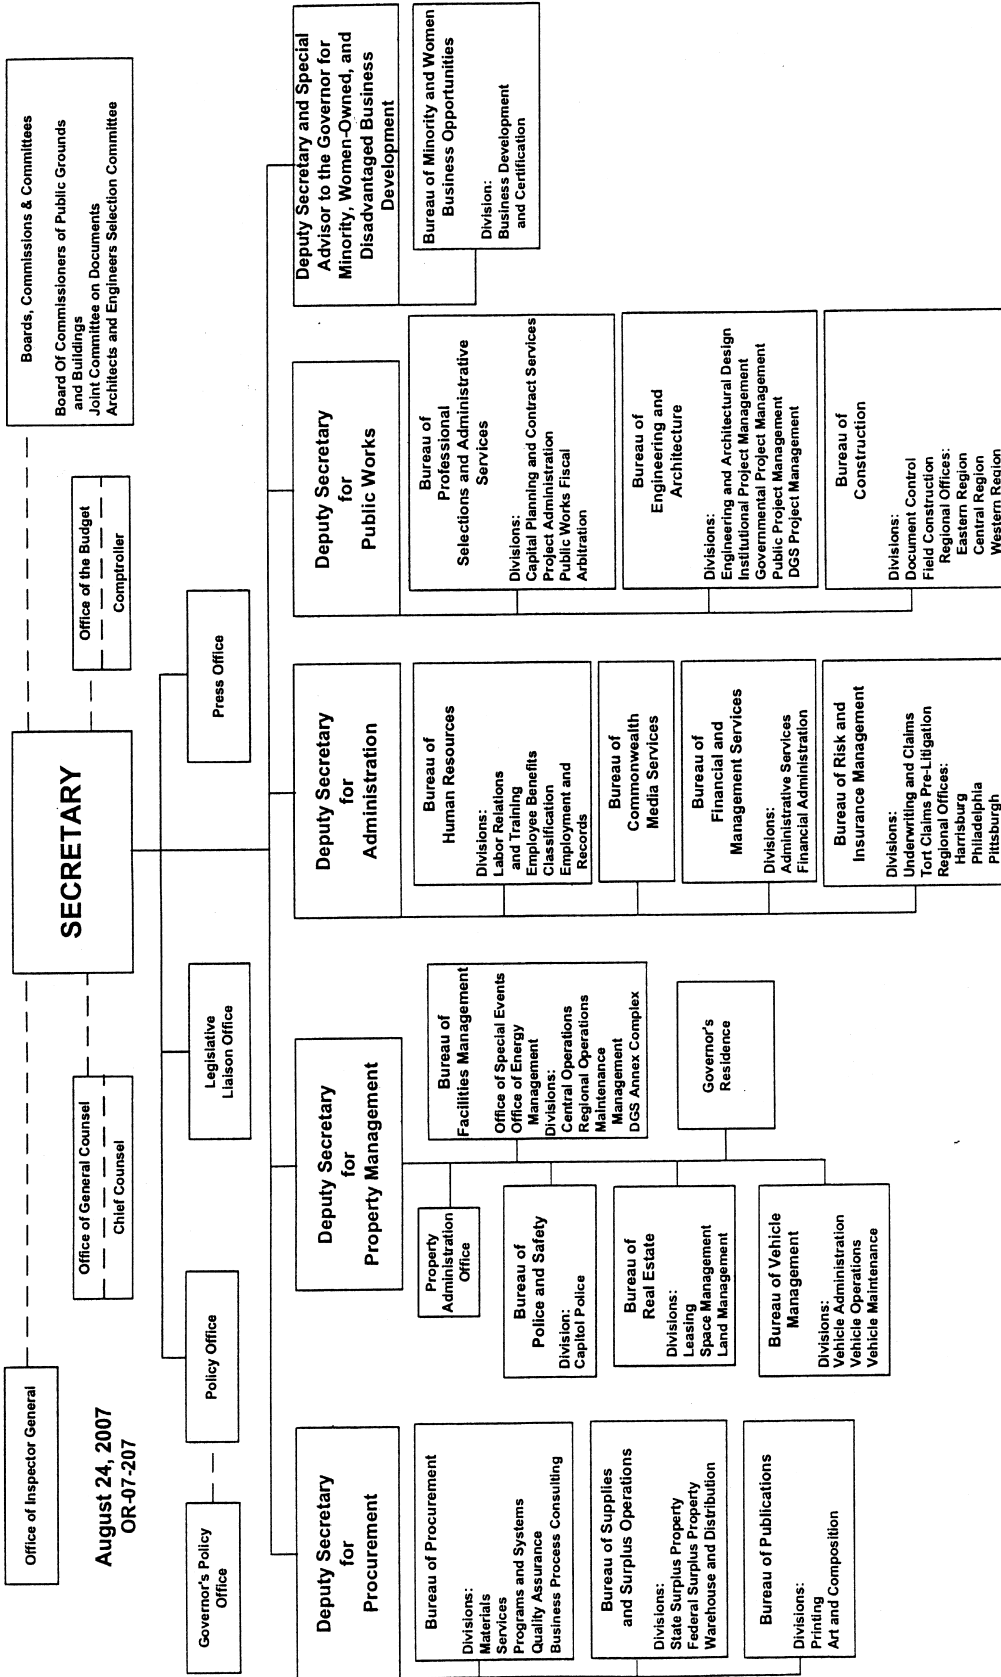 Office of Inspector General
SECRETARY
Boards, Commissions & Committees
Board Of Commissioners of Public Grounds
and Buildings
Joint Committee on Documents
Architects and Engineers Selection Committee
August 24, 2007
OR-07-207
Office of General Counsel
Chief Counsel
Office of the Budget
Comptroller
Governor's Policy
Office
Policy Office
Legislative
Liaison Office
Press Office
Deputy Secretary
for
Procurement
Bureau of Procurement
Divisions:
Materials
Services
Programs and Systems
Quality Assurance
Business Process Consulting
Bureau of Supplies
and Surplus Operations
Divisions:
State Surplus Property
Federal Surplus Property
Warehouse and Distribution
Bureau of Publications
Divisions:
Printing
Art and Composition
Deputy Secretary
for
Property Management
Property
Administration
Office
Bureau of
Facilities Management
Office of Special Events
Office of Energy
Management
Divisions:
Central Operations
Regional Operations
Maintenance
Management
DGS Annex Complex
Bureau of
Police and Safety
Division:
Capitol Police
Bureau of
Real Estate
Divisions:
Leasing
Space Management
Land Management
Governor's
Residence
Bureau of Vehicle
Management
Divisions:
Vehicle Administration
Vehicle Operations
Vehicle Maintenance
Deputy Secretary
for
Administration
Bureau of
Human Resources
Divisions:
Labor Relations
and Training
Employee Benefits
Classification
Employment and
Records
Bureau of
Commonwealth
Media Services
Bureau of
Financial and
Management Services
Divisions:
Administrative Services
Financial Administration
Bureau of Risk and
Insurance Management
Divisions:
Underwriting and Claims
Tort Claims Pre-Litigation
Regional Offices:
Harrisburg
Philadelphia
Pittsburgh
Deputy Secretary
for
Public Works
Bureau of
Professional
Selections and Administrative
Services
Divisions:
Capital Planning and Contract Services
Project Administration
Public Works Fiscal
Arbitration
Bureau of
Engineering and
Architecture
Divisions:
Engineering and Architectural Design
Institutional Project Management
Governmental Project Management
Public Project Management
DGS Project Management
Bureau of
Construction
Divisions:
Document Control
Field Construction
Regional Offices:
Eastern Region
Central Region
Western Region
Deputy Secretary and Special
Advisor to the Governor for
Minority, Women-Owned, and
Disadvantaged Business
Development
Bureau of Minority and Women
Business Opportunities
Division:
Business Development
and Certification